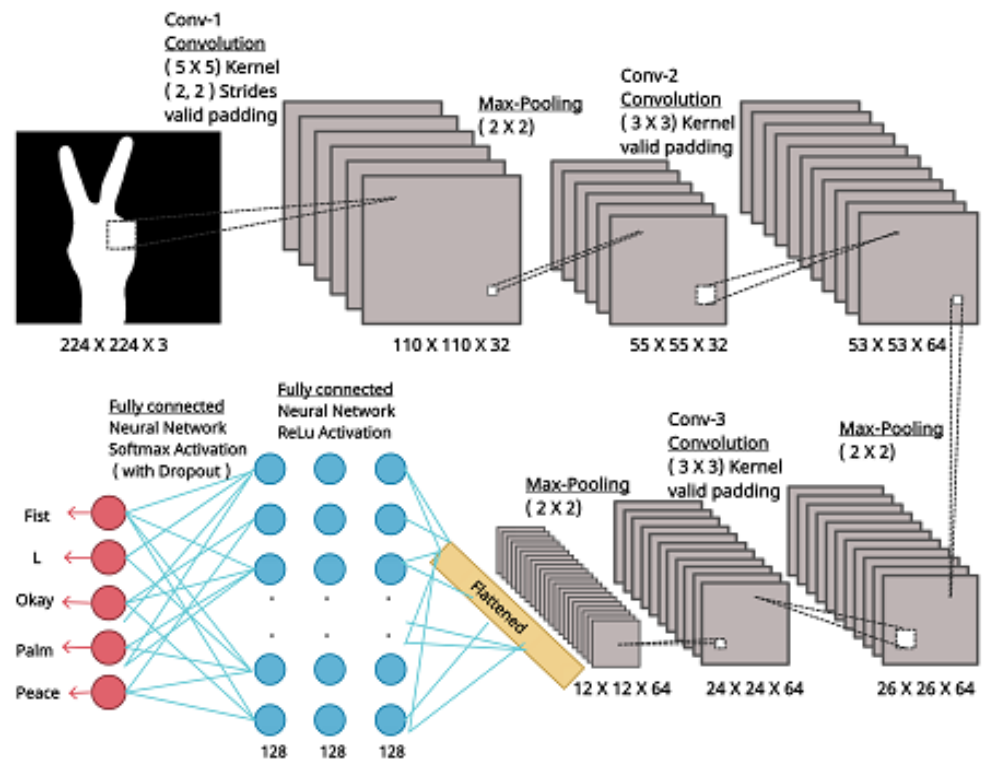 Conv-1
Convolution
( 5 X 5) Kernel
( 2, 2 ) Strides
valid padding
Max-Pooling
( 2 X 2)
Conv-2
Convolution
( 3 X 3) Kernel
valid padding
224 X 224 X 3
110 X 110 X 32
55 X 55 X 32
53 X 53 X 64
Max-Pooling
( 2 X 2)
Conv-3
Convolution
( 3 X 3) Kernel
valid padding
Max-Pooling
( 2 X 2)
26 X 26 X 64
24 X 24 X 64
12 X 12 X 64
Flattened
Fully connected
Neural Network
ReLu Activation
128
128
128
Fully connected
Neural Network
Softmax Activation
( with Dropout )
Fist
L
Okay
Palm
Peace